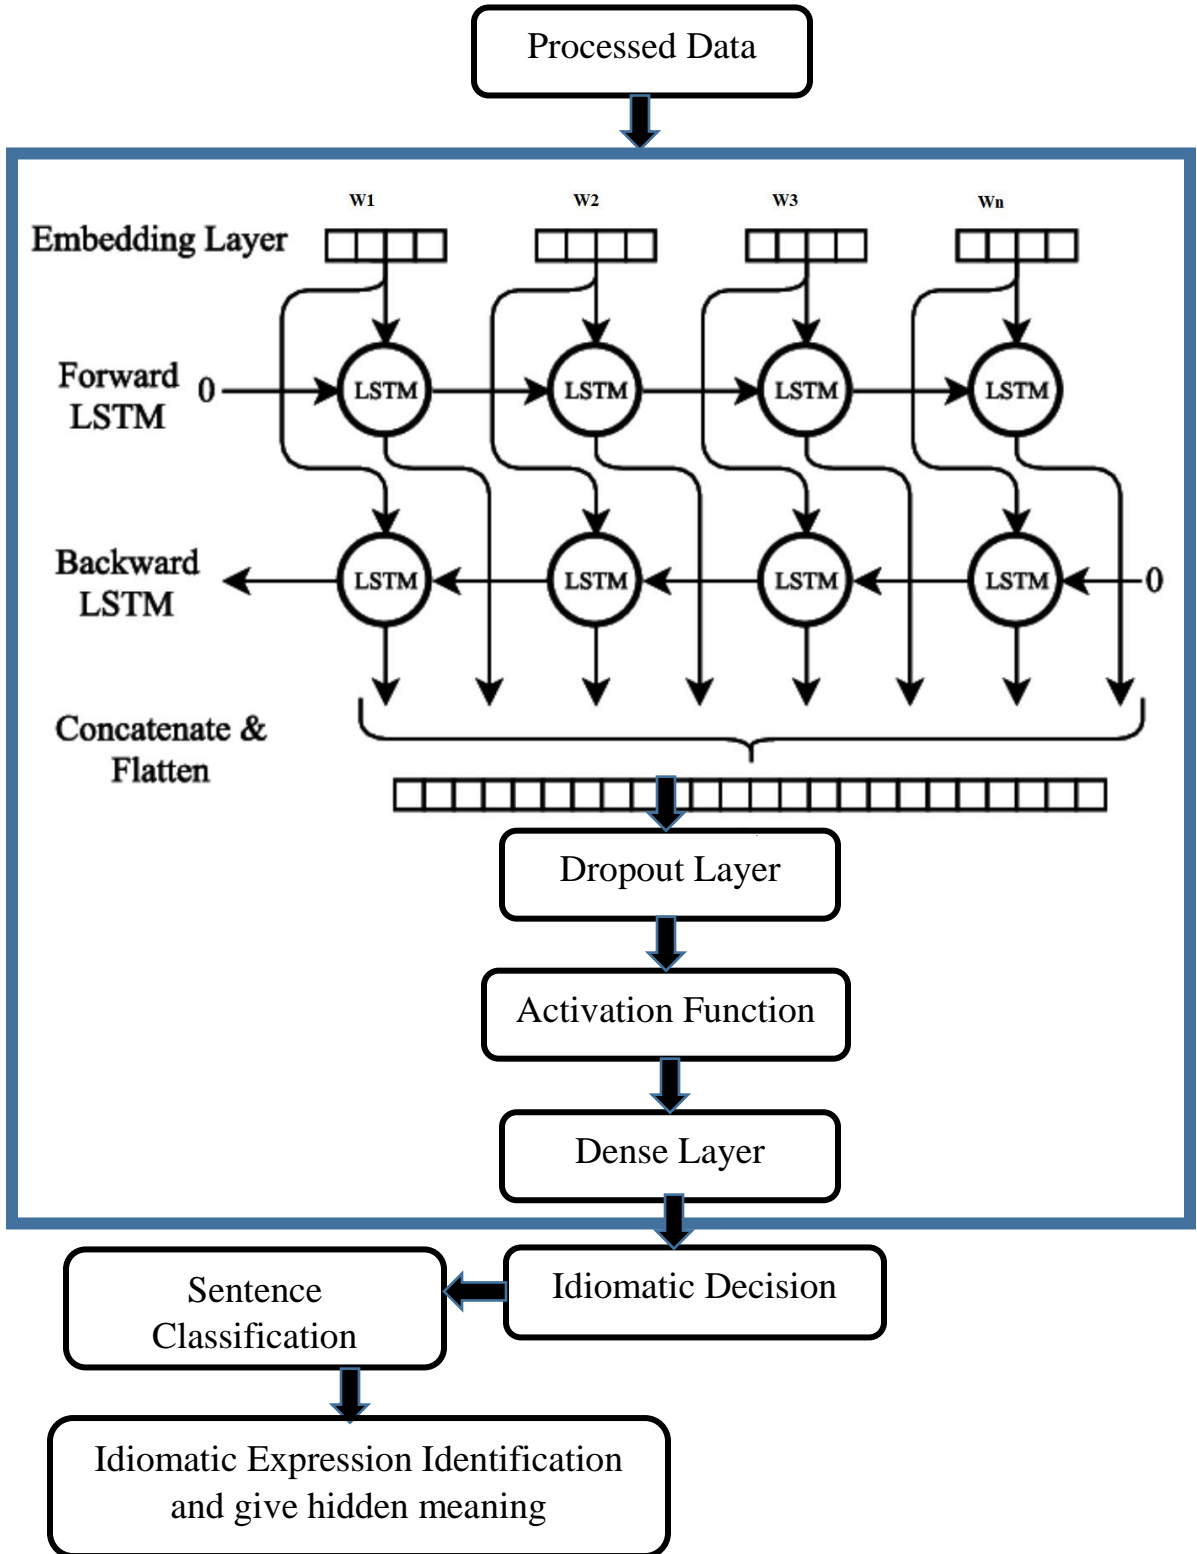 Processed Data
W1 W2 W3 Wn
Embedding Layer
Forward
LSTM
0
LSTM LSTM LSTM LSTM
Backward
LSTM
LSTM LSTM LSTM LSTM
0
Concatenate &
Flatten
Dropout Layer
Activation Function
Dense Layer
Idiomatic Decision
Sentence
Classification
Idiomatic Expression Identification
and give hidden meaning